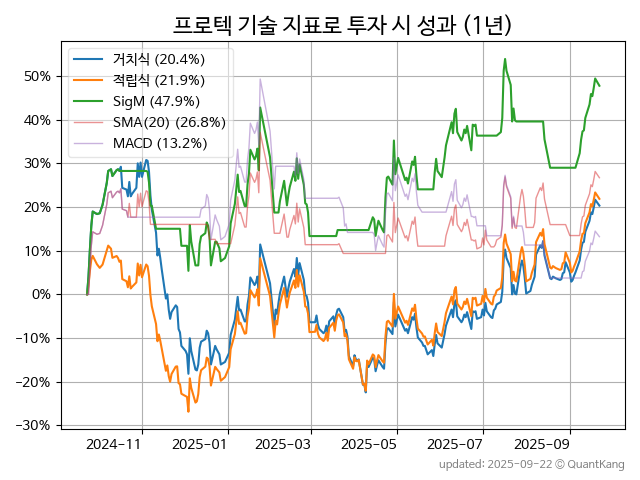 프로텍 기술 지표로 투자 시 성과 (1년)
거치식 (20.4%)
적립식 (21.9%)
SigM (47.9%)
SMA(20) (26.8%)
MACD (13.2%)
50%
40%
30%
20%
10%
0%
−10%
−20%
−30%
2024-11 2025-01 2025-03 2025-05 2025-07 2025-09
updated: 2025-09-22 ⓒ QuantKang